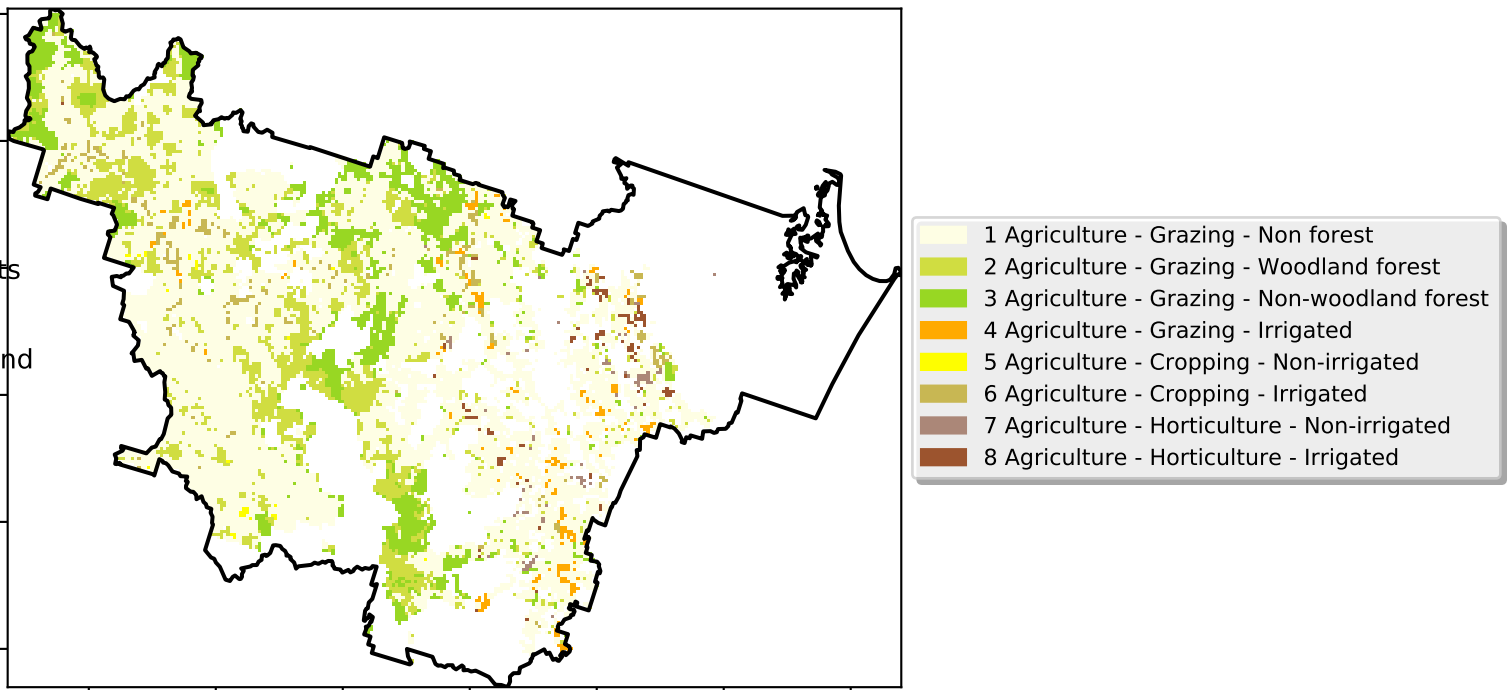 ts
nd
1 Agriculture - Grazing - Non forest
2 Agriculture - Grazing - Woodland forest
3 Agriculture - Grazing - Non-woodland forest
4 Agriculture - Grazing - Irrigated
5 Agriculture - Cropping - Non-irrigated
6 Agriculture - Cropping - Irrigated
7 Agriculture - Horticulture - Non-irrigated
8 Agriculture - Horticulture - Irrigated